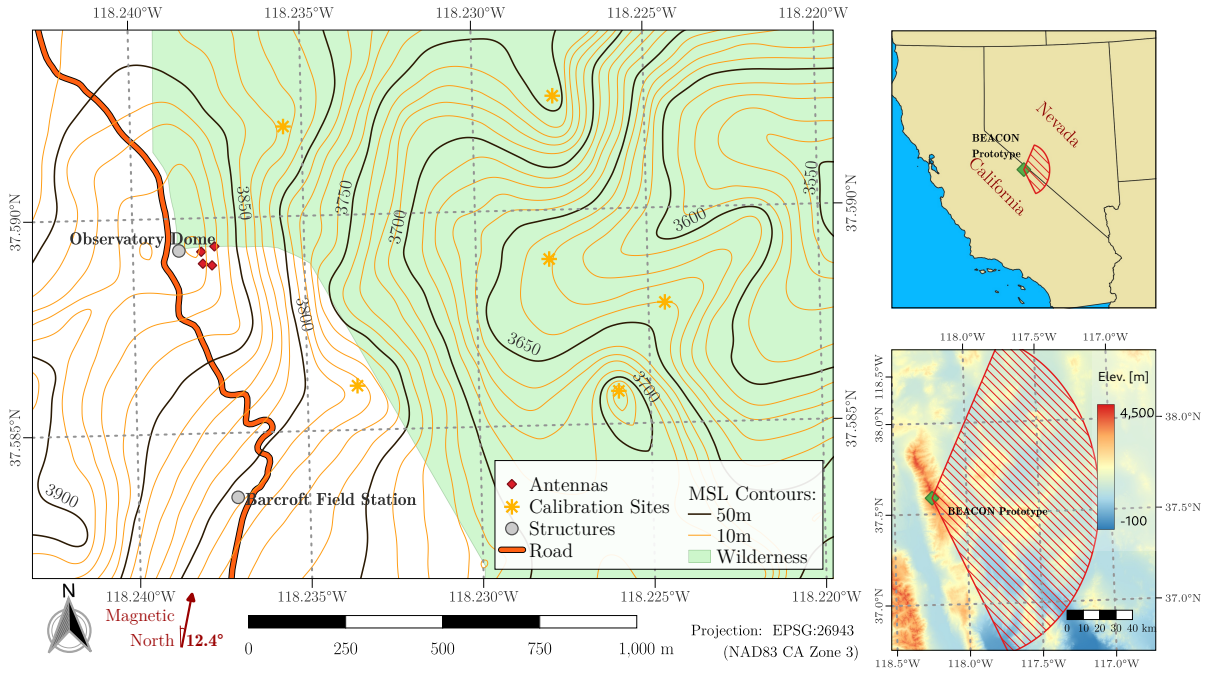 118.240°W 118.235°W 118.230°W 118.225°W 118.220°W
37.590°N
37.585°N
3850
3750
3700
3550
3600
3800
3650
3700
3900
Observatory Dome
Barcroft Field Station
37.590°N
37.585°N
Antennas
Calibration Sites
Structures
Road
MSL Contours:
50m
10m
Wilderness
118.240°W 118.235°W 118.230°W 118.225°W 118.220°W
N
Magnetic
North 12.4°
0 250 500 750 1,000 m
Projection: EPSG:26943
(NAD83 CA Zone 3)
Nevada
BEACON
Prototype
California
118.0°W 117.5°W 117.0°W
118.5°W
38.0°N
37.5°N
37.0°N
Elev. [m]
4,500
-100
BEACON Prototype
38.0°N
37.5°N
37.0°N
0 10 20 30 40 km
118.5°W 118.0°W 117.5°W 117.0°W